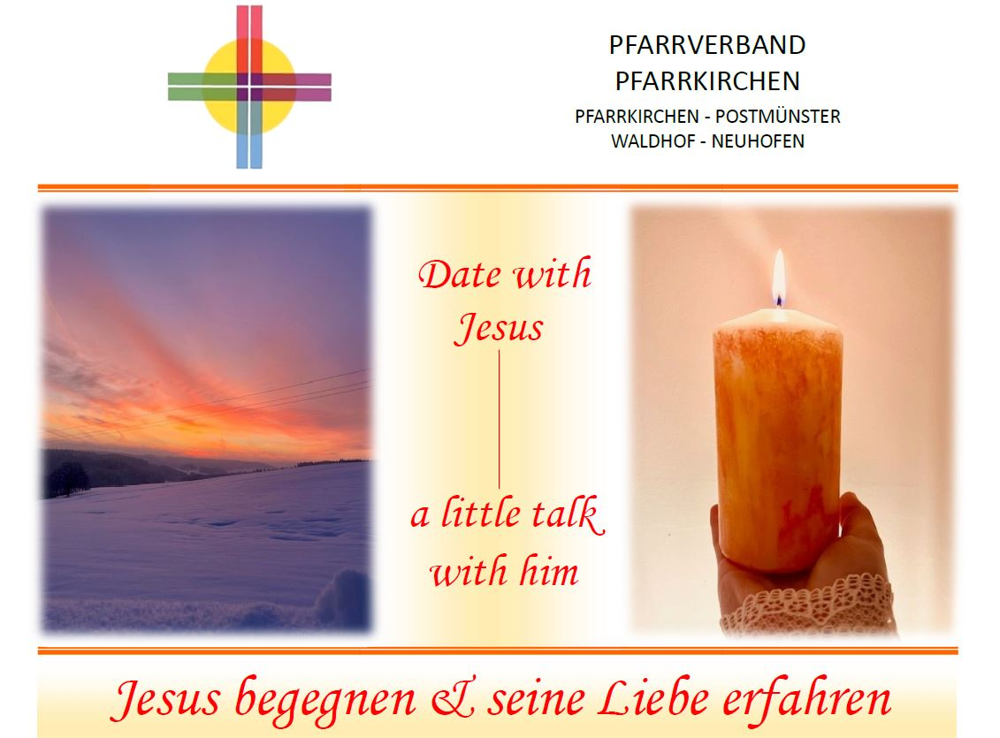 PFARRVERBAND
PFARRKIRCHEN
PFARRKIRCHEN - POSTMÜNSTER
WALDHOF - NEUHOFEN
Date with
Jesus
a little talk
with him
Jesus begegnen & seine Liebe erfahren